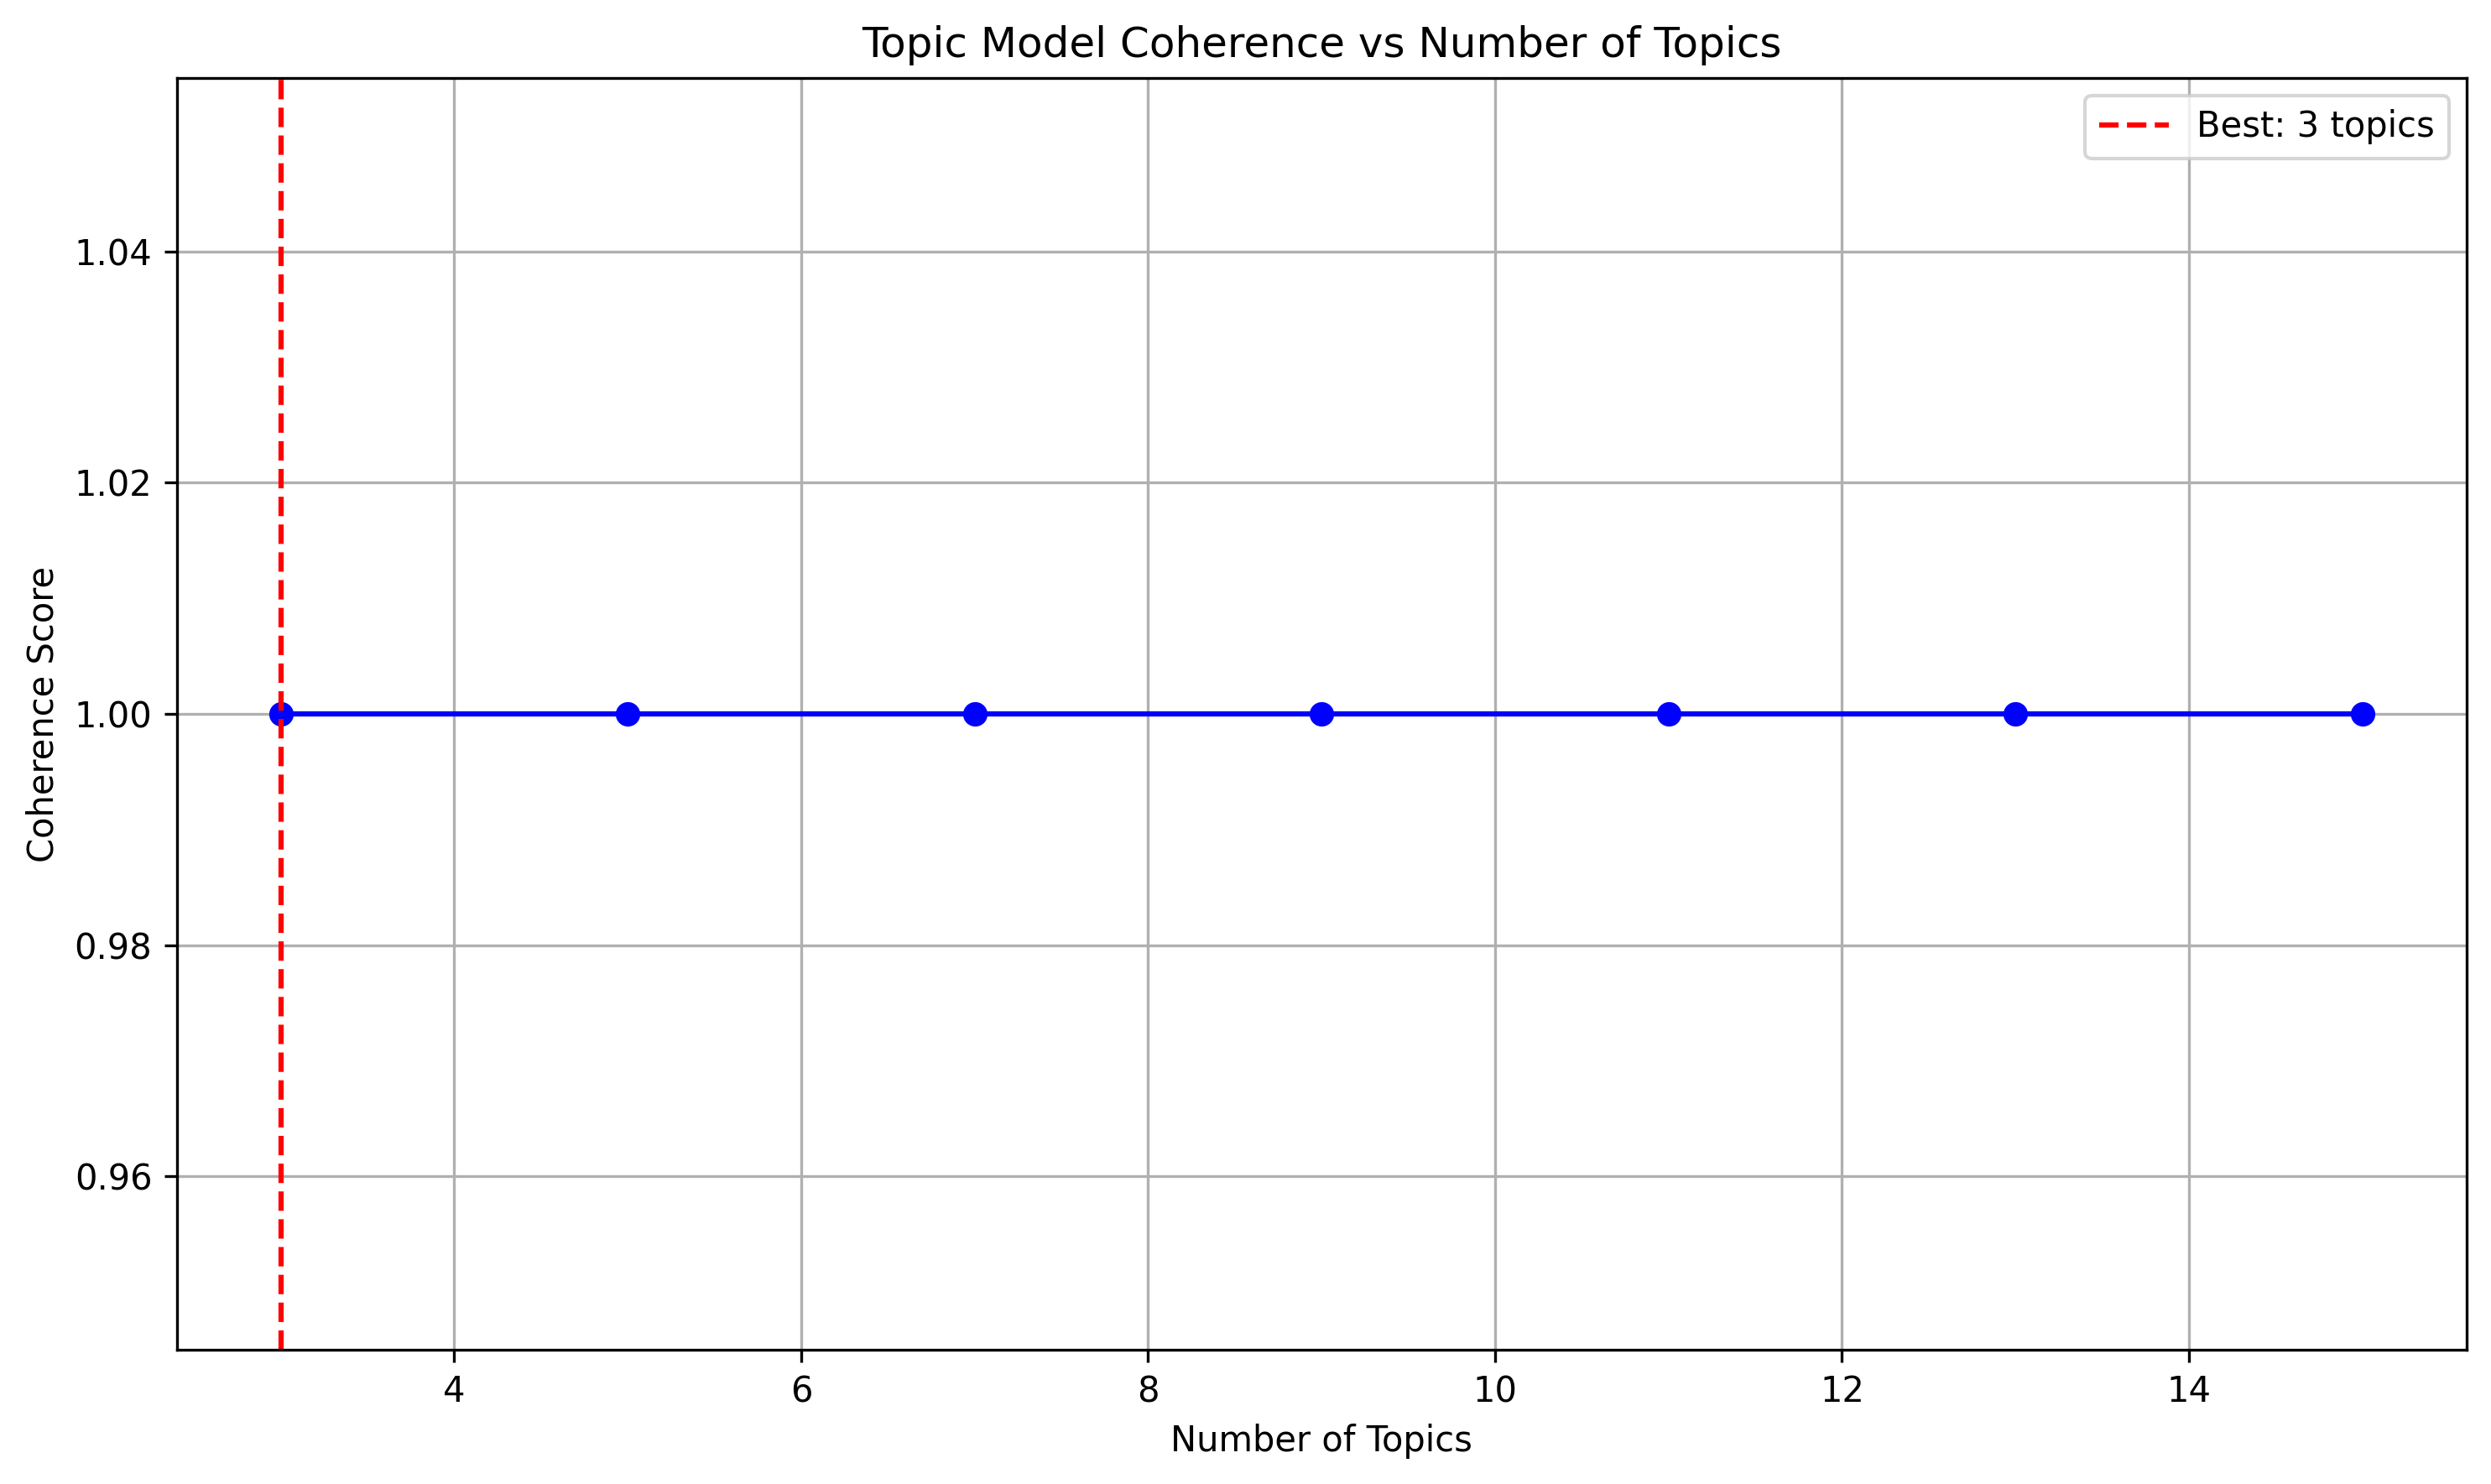 Topic Model Coherence vs Number of Topics
Best: 3 topics
Coherence Score
1.04
1.02
1.00
0.98
0.96
4 6 8 10 12 14
Number of Topics